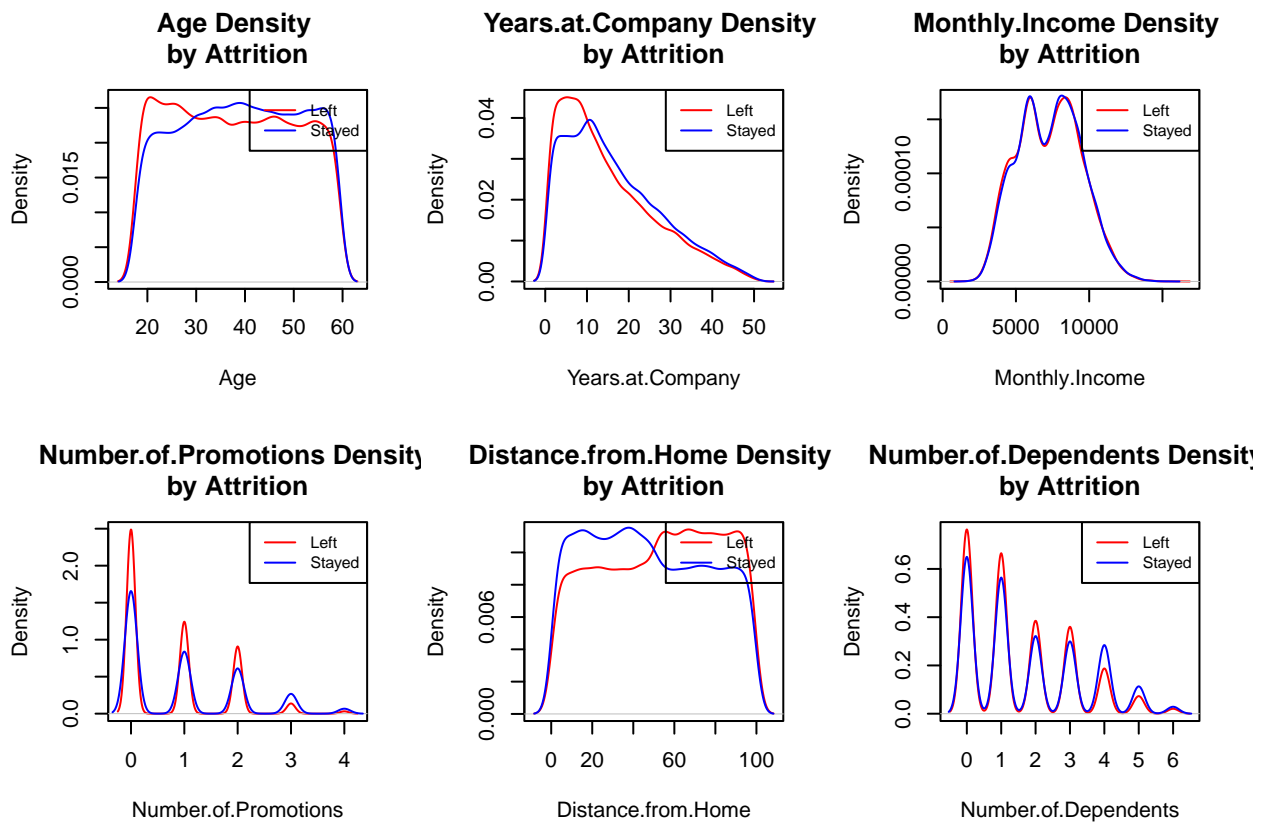 Age Density
by Attrition
Left
Stayed
Density
0.000
0.015
20 30 40 50 60
Age
Years.at.Company Density
by Attrition
Left
Stayed
Density
0.00
0.02
0.04
0 10 20 30 40 50
Years.at.Company
Monthly.Income Density
by Attrition
Left
Stayed
Density
0.00000
0.00010
0 5000 10000
Monthly.Income
Number.of.Promotions Density
by Attrition
Left
Stayed
Density
0.0
1.0
2.0
0 1 2 3 4
Number.of.Promotions
Distance.from.Home Density
by Attrition
Left
Stayed
Density
0.000
0.006
0 20 60 100
Distance.from.Home
Number.of.Dependents Density
by Attrition
Left
Stayed
Density
0.0
0.2
0.4
0.6
0 1 2 3 4 5 6
Number.of.Dependents